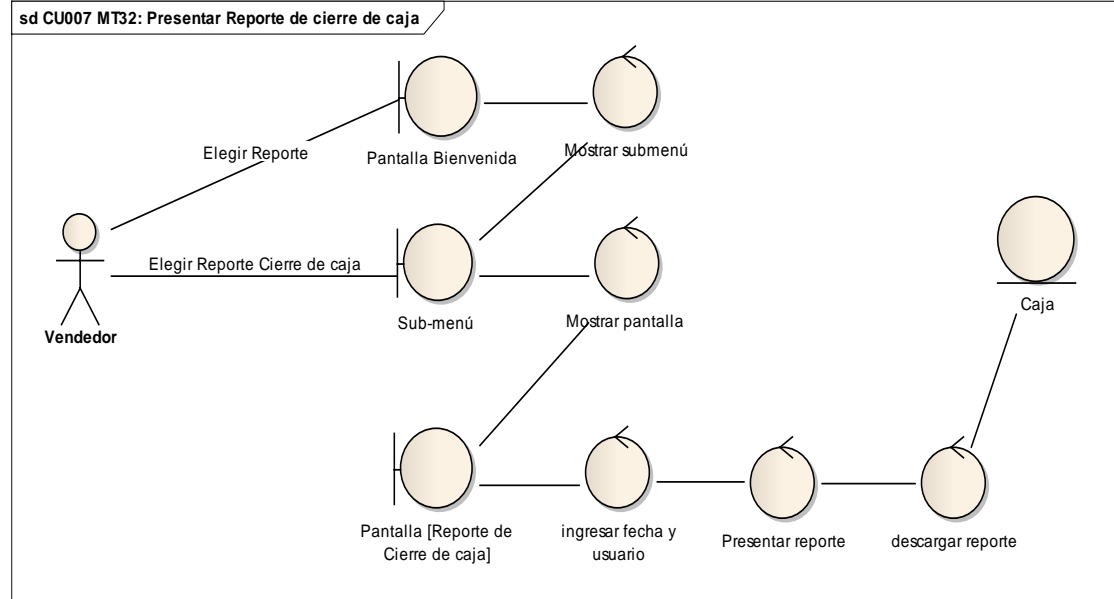 sd CU007 MT32: Presentar Reporte de cierre de caja
Elegir Reporte
Pantalla Bienvenida
Mostrar submenú
Elegir Reporte Cierre de caja
Vendedor
Sub-menú
Mostrar pantalla
Caja
Pantalla [Reporte de
Cierre de caja]
ingresar fecha y
usuario
Presentar reporte
descargar reporte